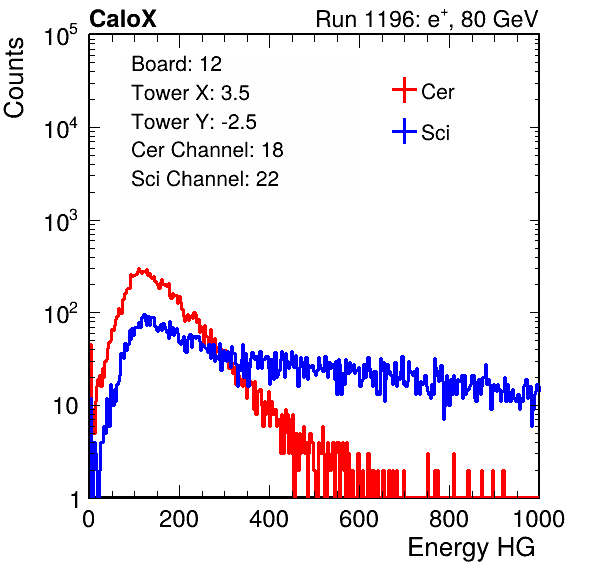 CaloX Run 1196: e⁺, 80 GeV
Counts
10⁵
10⁴
10³
10²
10
1
Board: 12
Tower X: 3.5
Tower Y: -2.5
Cer Channel: 18
Sci Channel: 22
Cer
Sci
0 200 400 600 800 1000
Energy HG